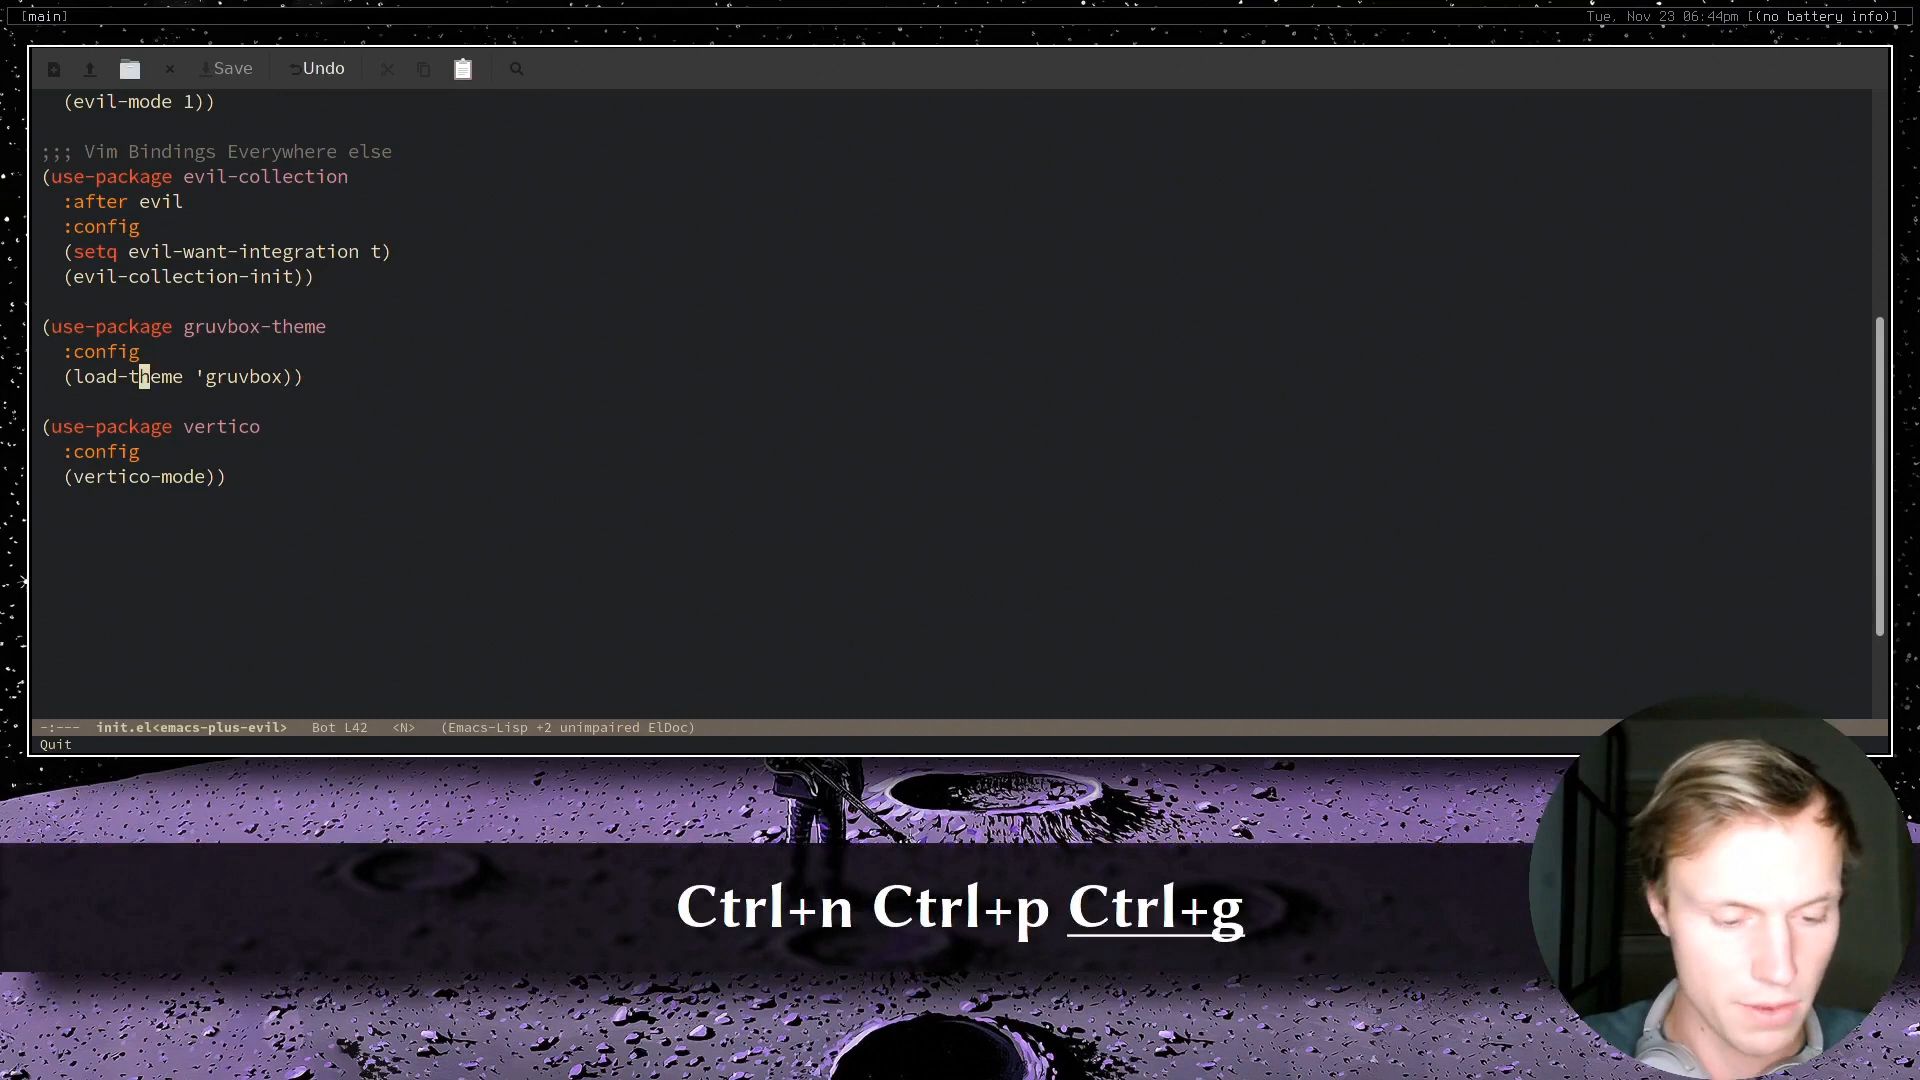 [main]
Tue, Nov 23 06:44pm [(no battery info)]
Save
Undo
(evil-mode 1))
;;; Vim Bindings Everywhere else
(use-package evil-collection
:after evil
:config
(setq evil-want-integration t)
(evil-collection-init))
(use-package gruvbox-theme
:config
(load-theme 'gruvbox))
(use-package vertico
:config
(vertico-mode))
-:--- init.el<emacs-plus-evil> Bot L42 <N> (Emacs-Lisp +2 unimpaired ElDoc)
Quit
Ctrl+n Ctrl+p Ctrl+g